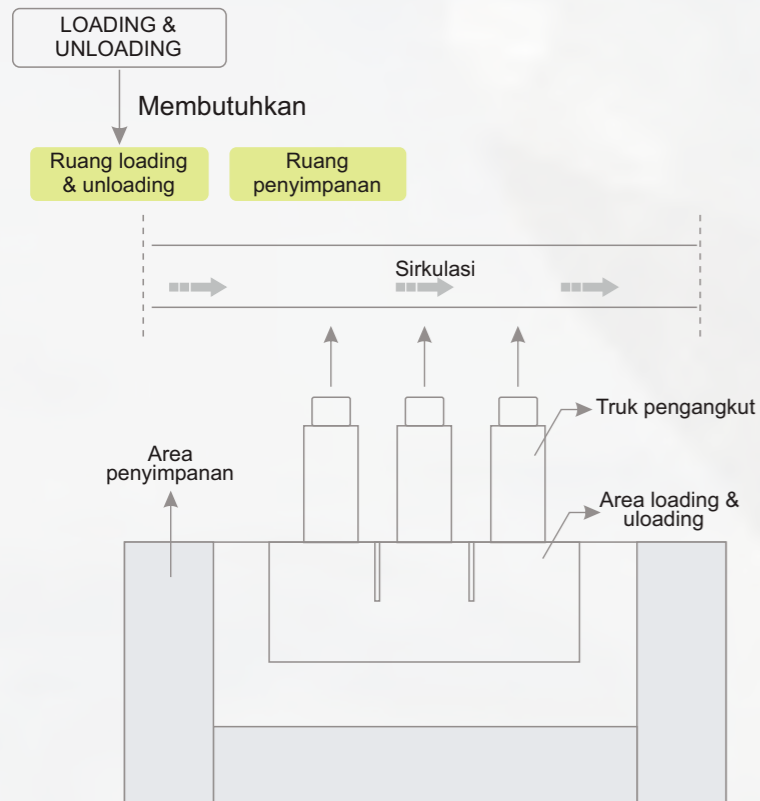 LOADING &
UNLOADING
Membutuhkan
Ruang loading
& unloading
Ruang
penyimpanan
Sirkulasi
Truk pengangkut
Area
penyimpanan
Area loading &
uloading